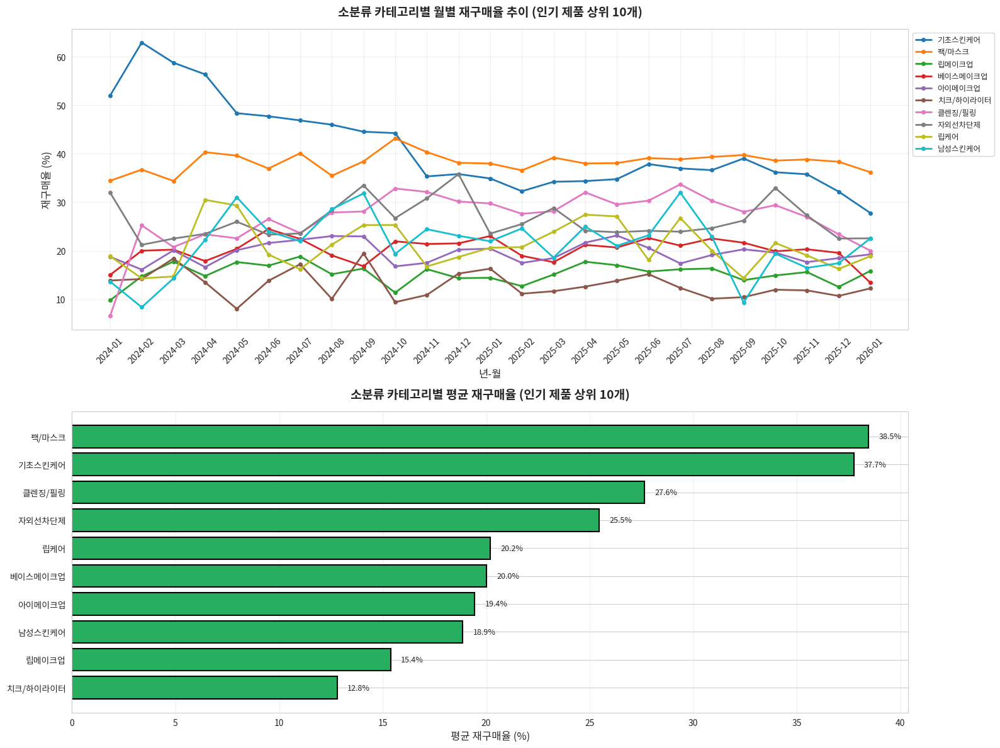 소분류 카테고리별 월별 재구매율 추이 (인기 제품 상위 10개)
재구매율 (%)
60
50
40
30
20
10
2024-01
2024-02
2024-03
2024-04
2024-05
2024-06
2024-07
2024-08
2024-09
2024-10
2024-11
2024-12
2025-01
2025-02
2025-03
2025-04
2025-05
2025-06
2025-07
2025-08
2025-09
2025-10
2025-11
2025-12
2026-01
년-월
기초스킨케어
팩/마스크
립메이크업
베이스메이크업
아이메이크업
치크/하이라이터
클렌징/필링
자외선차단제
립케어
남성스킨케어
소분류 카테고리별 평균 재구매율 (인기 제품 상위 10개)
팩/마스크 38.5%
기초스킨케어 37.7%
클렌징/필링 27.6%
자외선차단제 25.5%
립케어 20.2%
베이스메이크업 20.0%
아이메이크업 19.4%
남성스킨케어 18.9%
립메이크업 15.4%
치크/하이라이터 12.8%
0 5 10 15 20 25 30 35 40
평균 재구매율 (%)